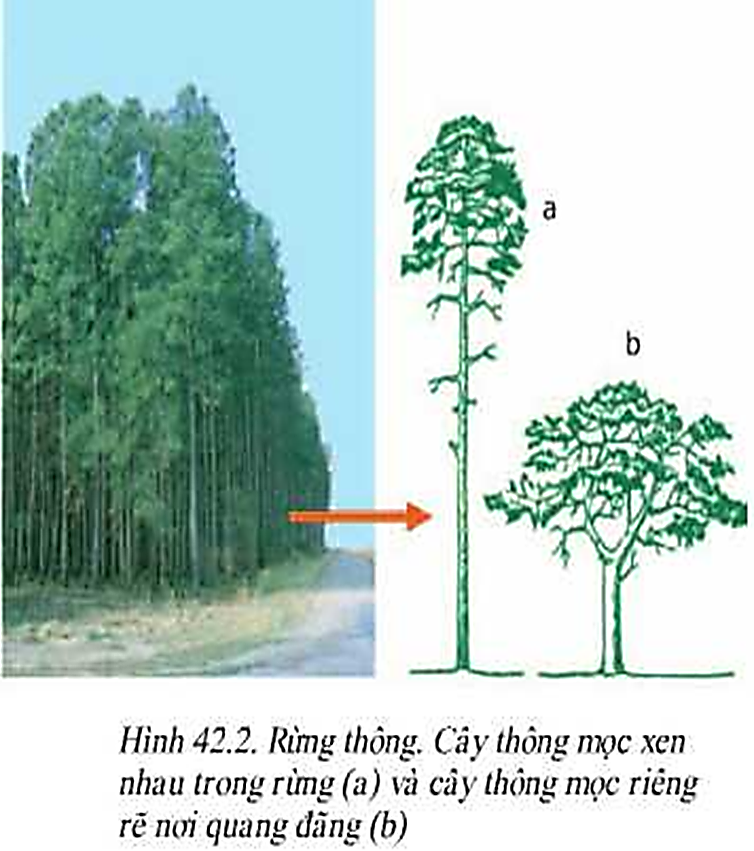 a
b
Hình 42.2. Rừng thông. Cây thông mọc xen
nhau trong rừng (a) và cây thông mọc riêng
rẽ nơi quang đãng (b)